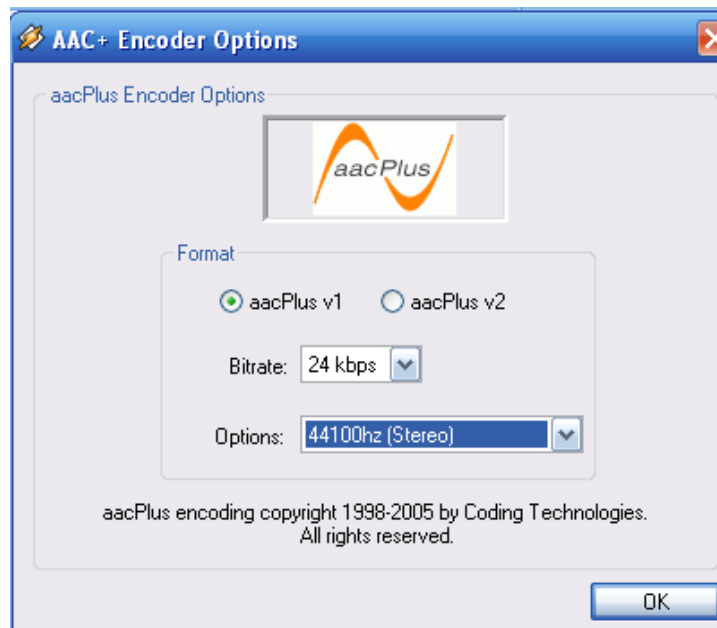 AAC+ Encoder Options
aacPlus Encoder Options
aacPlus
Format
aacPlus v1 aacPlus v2
Bitrate: 24 kbps
Options: 44100hz (Stereo)
aacPlus encoding copyright 1998-2005 by Coding Technologies.
All rights reserved.
OK